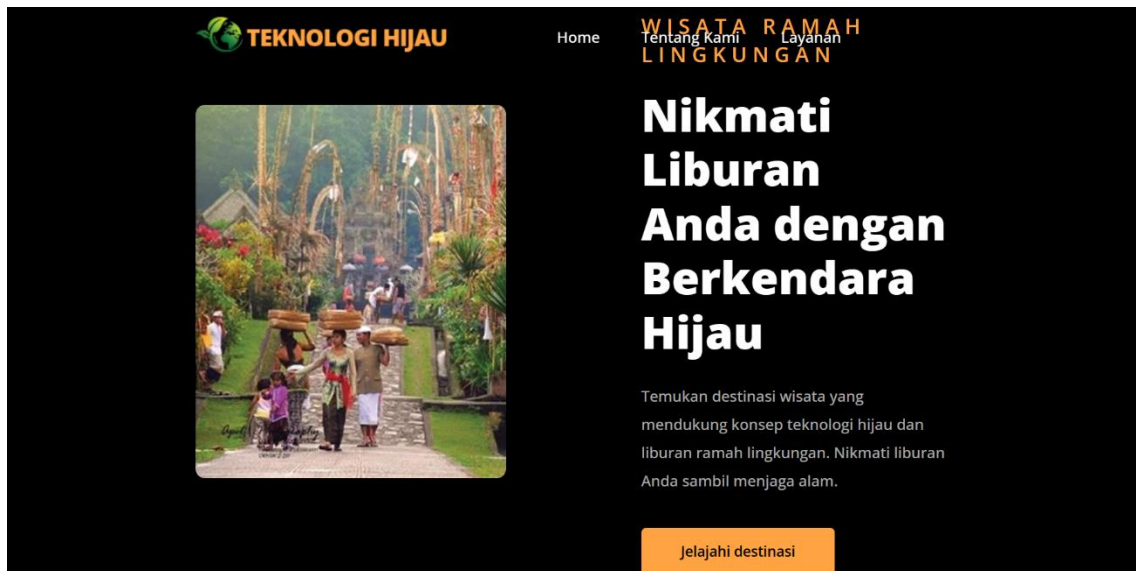 TEKNOLOGI HIJAU
Home Tentang Kami Layanan
WISATA RAMAH
LINGKUNGAN
Nikmati
Liburan
Anda dengan
Berkendara
Hijau
Temukan destinasi wisata yang
mendukung konsep teknologi hijau dan
liburan ramah lingkungan. Nikmati liburan
Anda sambil menjaga alam.
Jelajahi destinasi